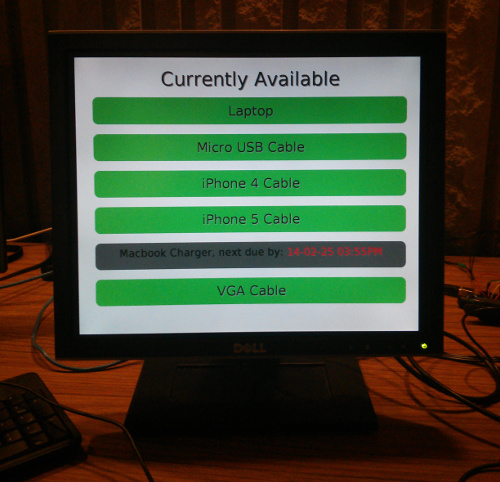 Currently Available
Laptop
Micro USB Cable
iPhone 4 Cable
iPhone 5 Cable
Macbook Charger, next due by: 14-02-25 03:55PM
VGA Cable
DELL